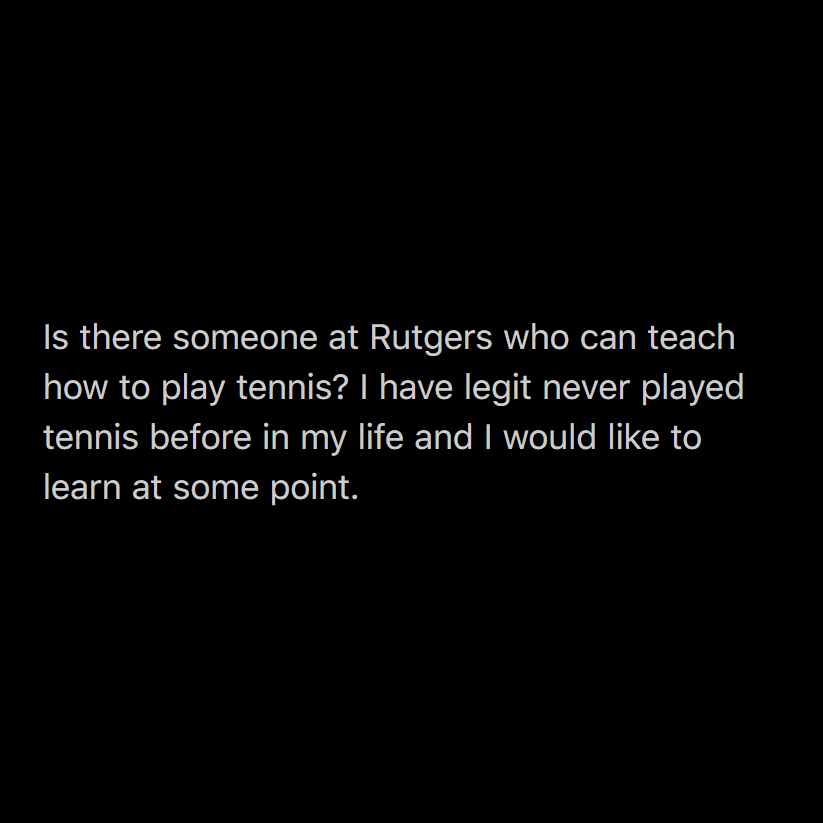 Is there someone at Rutgers who can teach
how to play tennis? I have legit never played
tennis before in my life and I would like to
learn at some point.